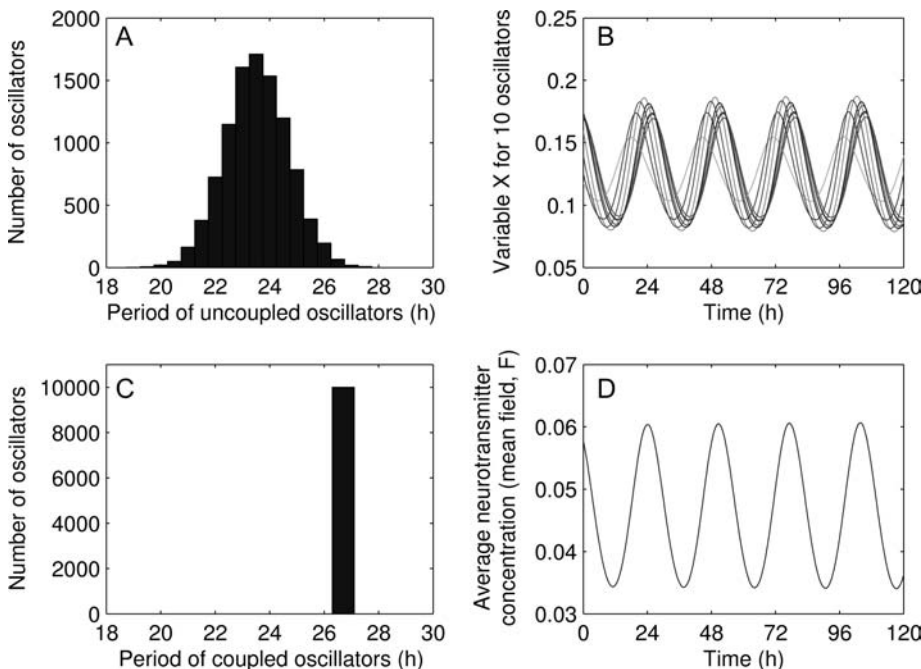 A
Number of oscillators
2000
1500
1000
500
0
18 20 22 24 26 28 30
Period of uncoupled oscillators (h)
B
Variable X for 10 oscillators
0.25
0.2
0.15
0.1
0.05
0 24 48 72 96 120
Time (h)
C
Number of oscillators
10000
8000
6000
4000
2000
0
18 20 22 24 26 28 30
Period of coupled oscillators (h)
D
Average neurotransmitter
concentration (mean field, F)
0.07
0.06
0.05
0.04
0.03
0 24 48 72 96 120
Time (h)